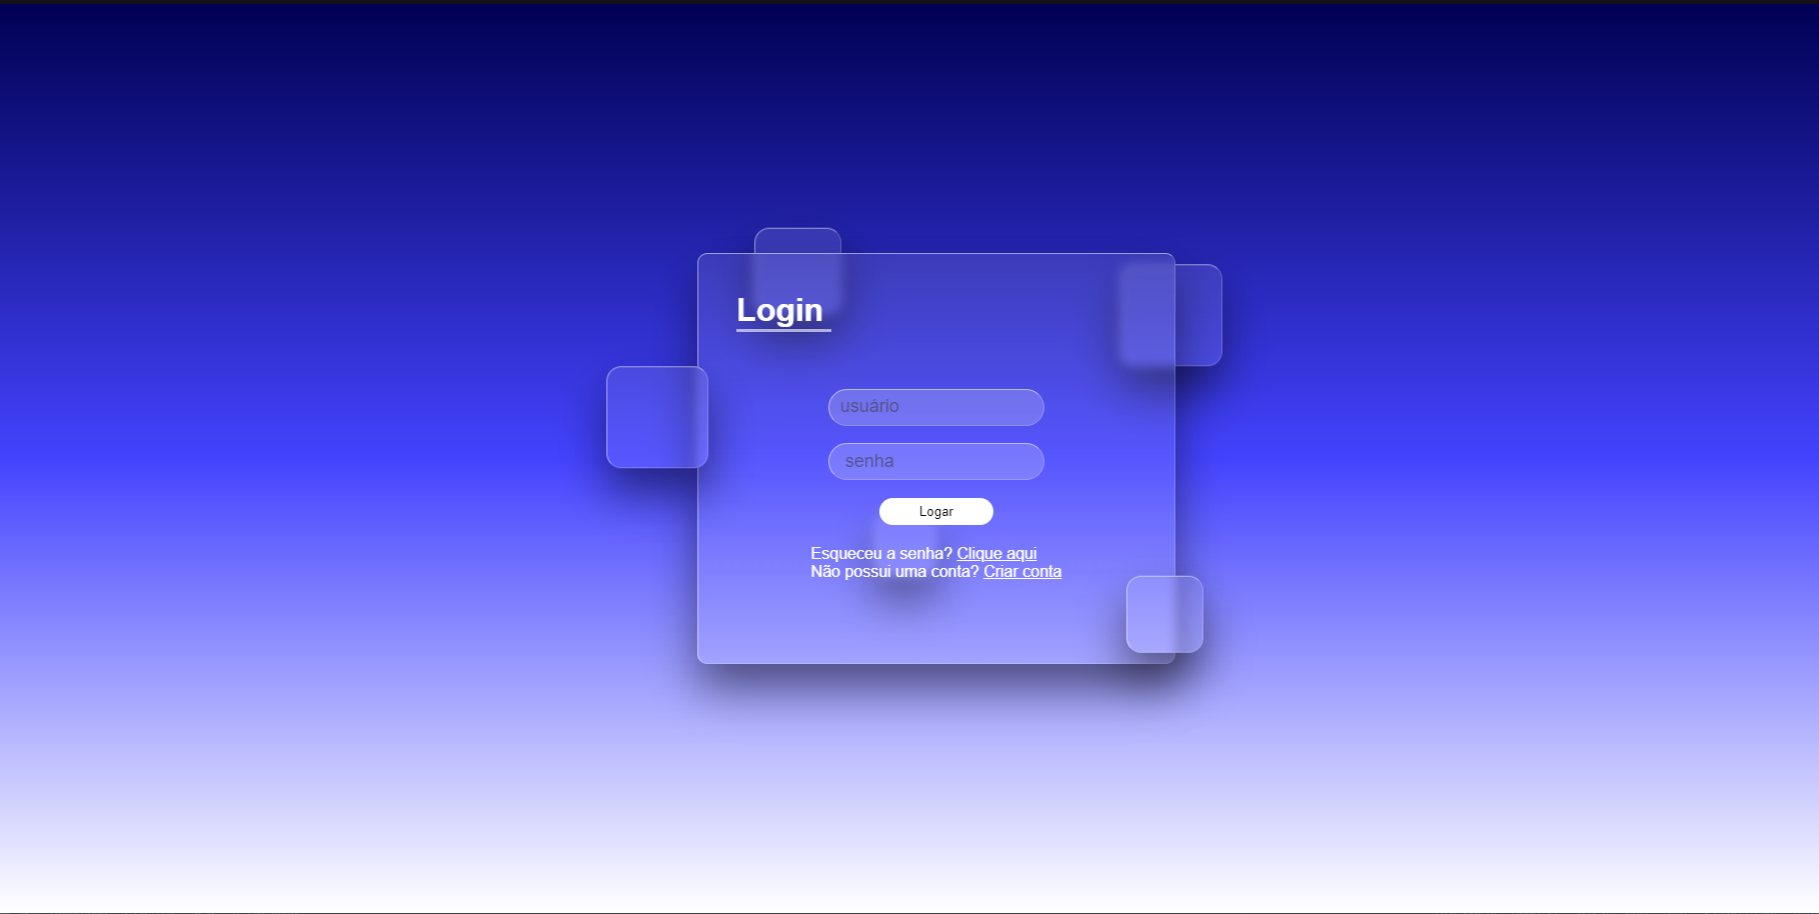 Login
usuário
senha
Logar
Esqueceu a senha? Clique aqui
Não possui uma conta? Criar conta